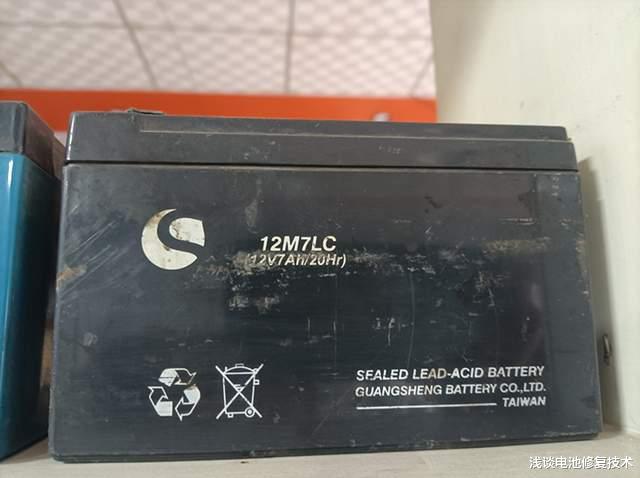 12M7LC
(12V7Ah/20Hr)
SEALED LEAD-ACID BATTERY
GUANGSHENG BATTERY CO.,LTD.
TAIWAN
浅谈电池修复技术